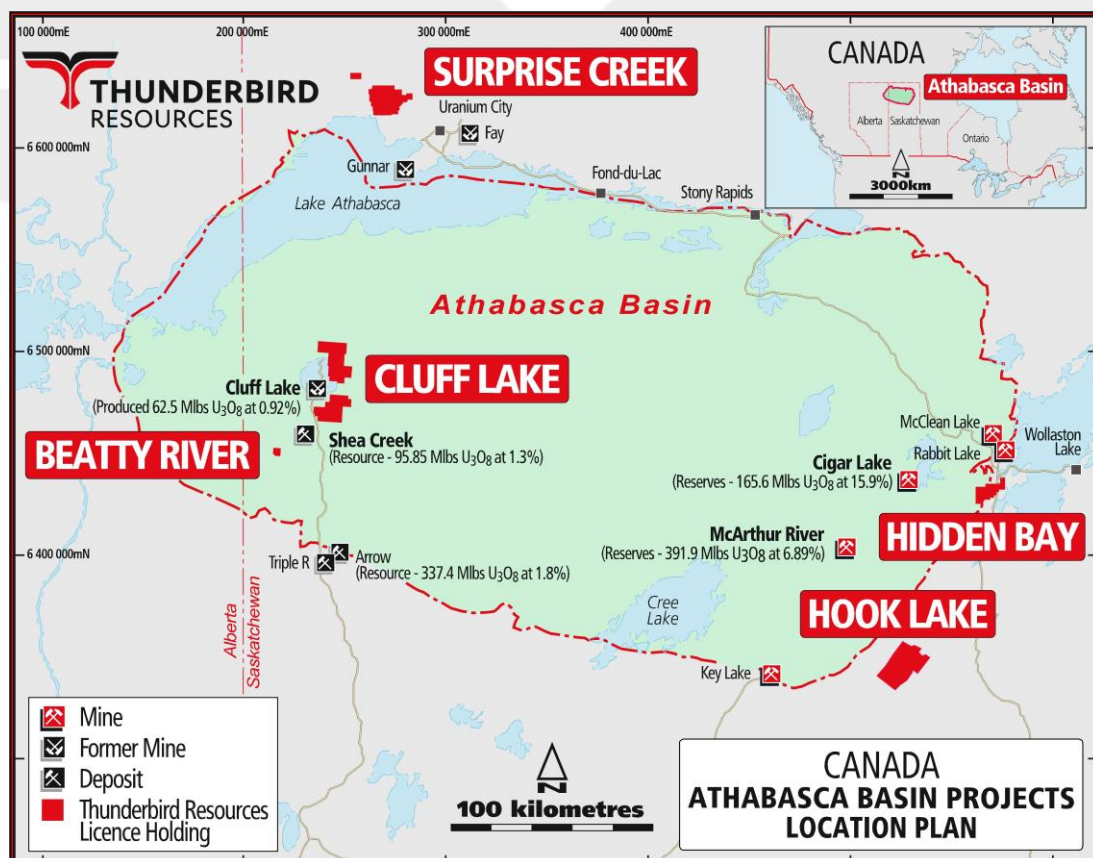 100 000mE
200 000mE
300 000mE
400 000mE
THUNDERBIRD
RESOURCES
SURPRISE CREEK
Uranium City
Fay
Gunnar
6 600 000mN
Lake Athabasca
Fond-du-Lac
Stony Rapids
CANADA
Athabasca Basin
Alberta
Saskatchewan
Ontario
N
3000km
Athabasca Basin
6 500 000mN
Cluff Lake
(Produced 62.5 Mlbs U₃O₈ at 0.92%)
CLUFF LAKE
BEATTY RIVER
Shea Creek
(Resource - 95.85 Mlbs U₃O₈ at 1.3%)
McClean Lake
Rabbit Lake
Wollaston
Lake
Cigar Lake
(Reserves - 165.6 Mlbs U₃O₈ at 15.9%)
HIDDEN BAY
McArthur River
(Reserves - 391.9 Mlbs U₃O₈ at 6.89%)
6 400 000mN
Triple R
Arrow
(Resource - 337.4 Mlbs U₃O₈ at 1.8%)
Cree
Lake
HOOK LAKE
Key Lake
Alberta
Saskatchewan
Mine
Former Mine
Deposit
Thunderbird Resources
Licence Holding
N
100 kilometres
CANADA
ATHABASCA BASIN PROJECTS
LOCATION PLAN